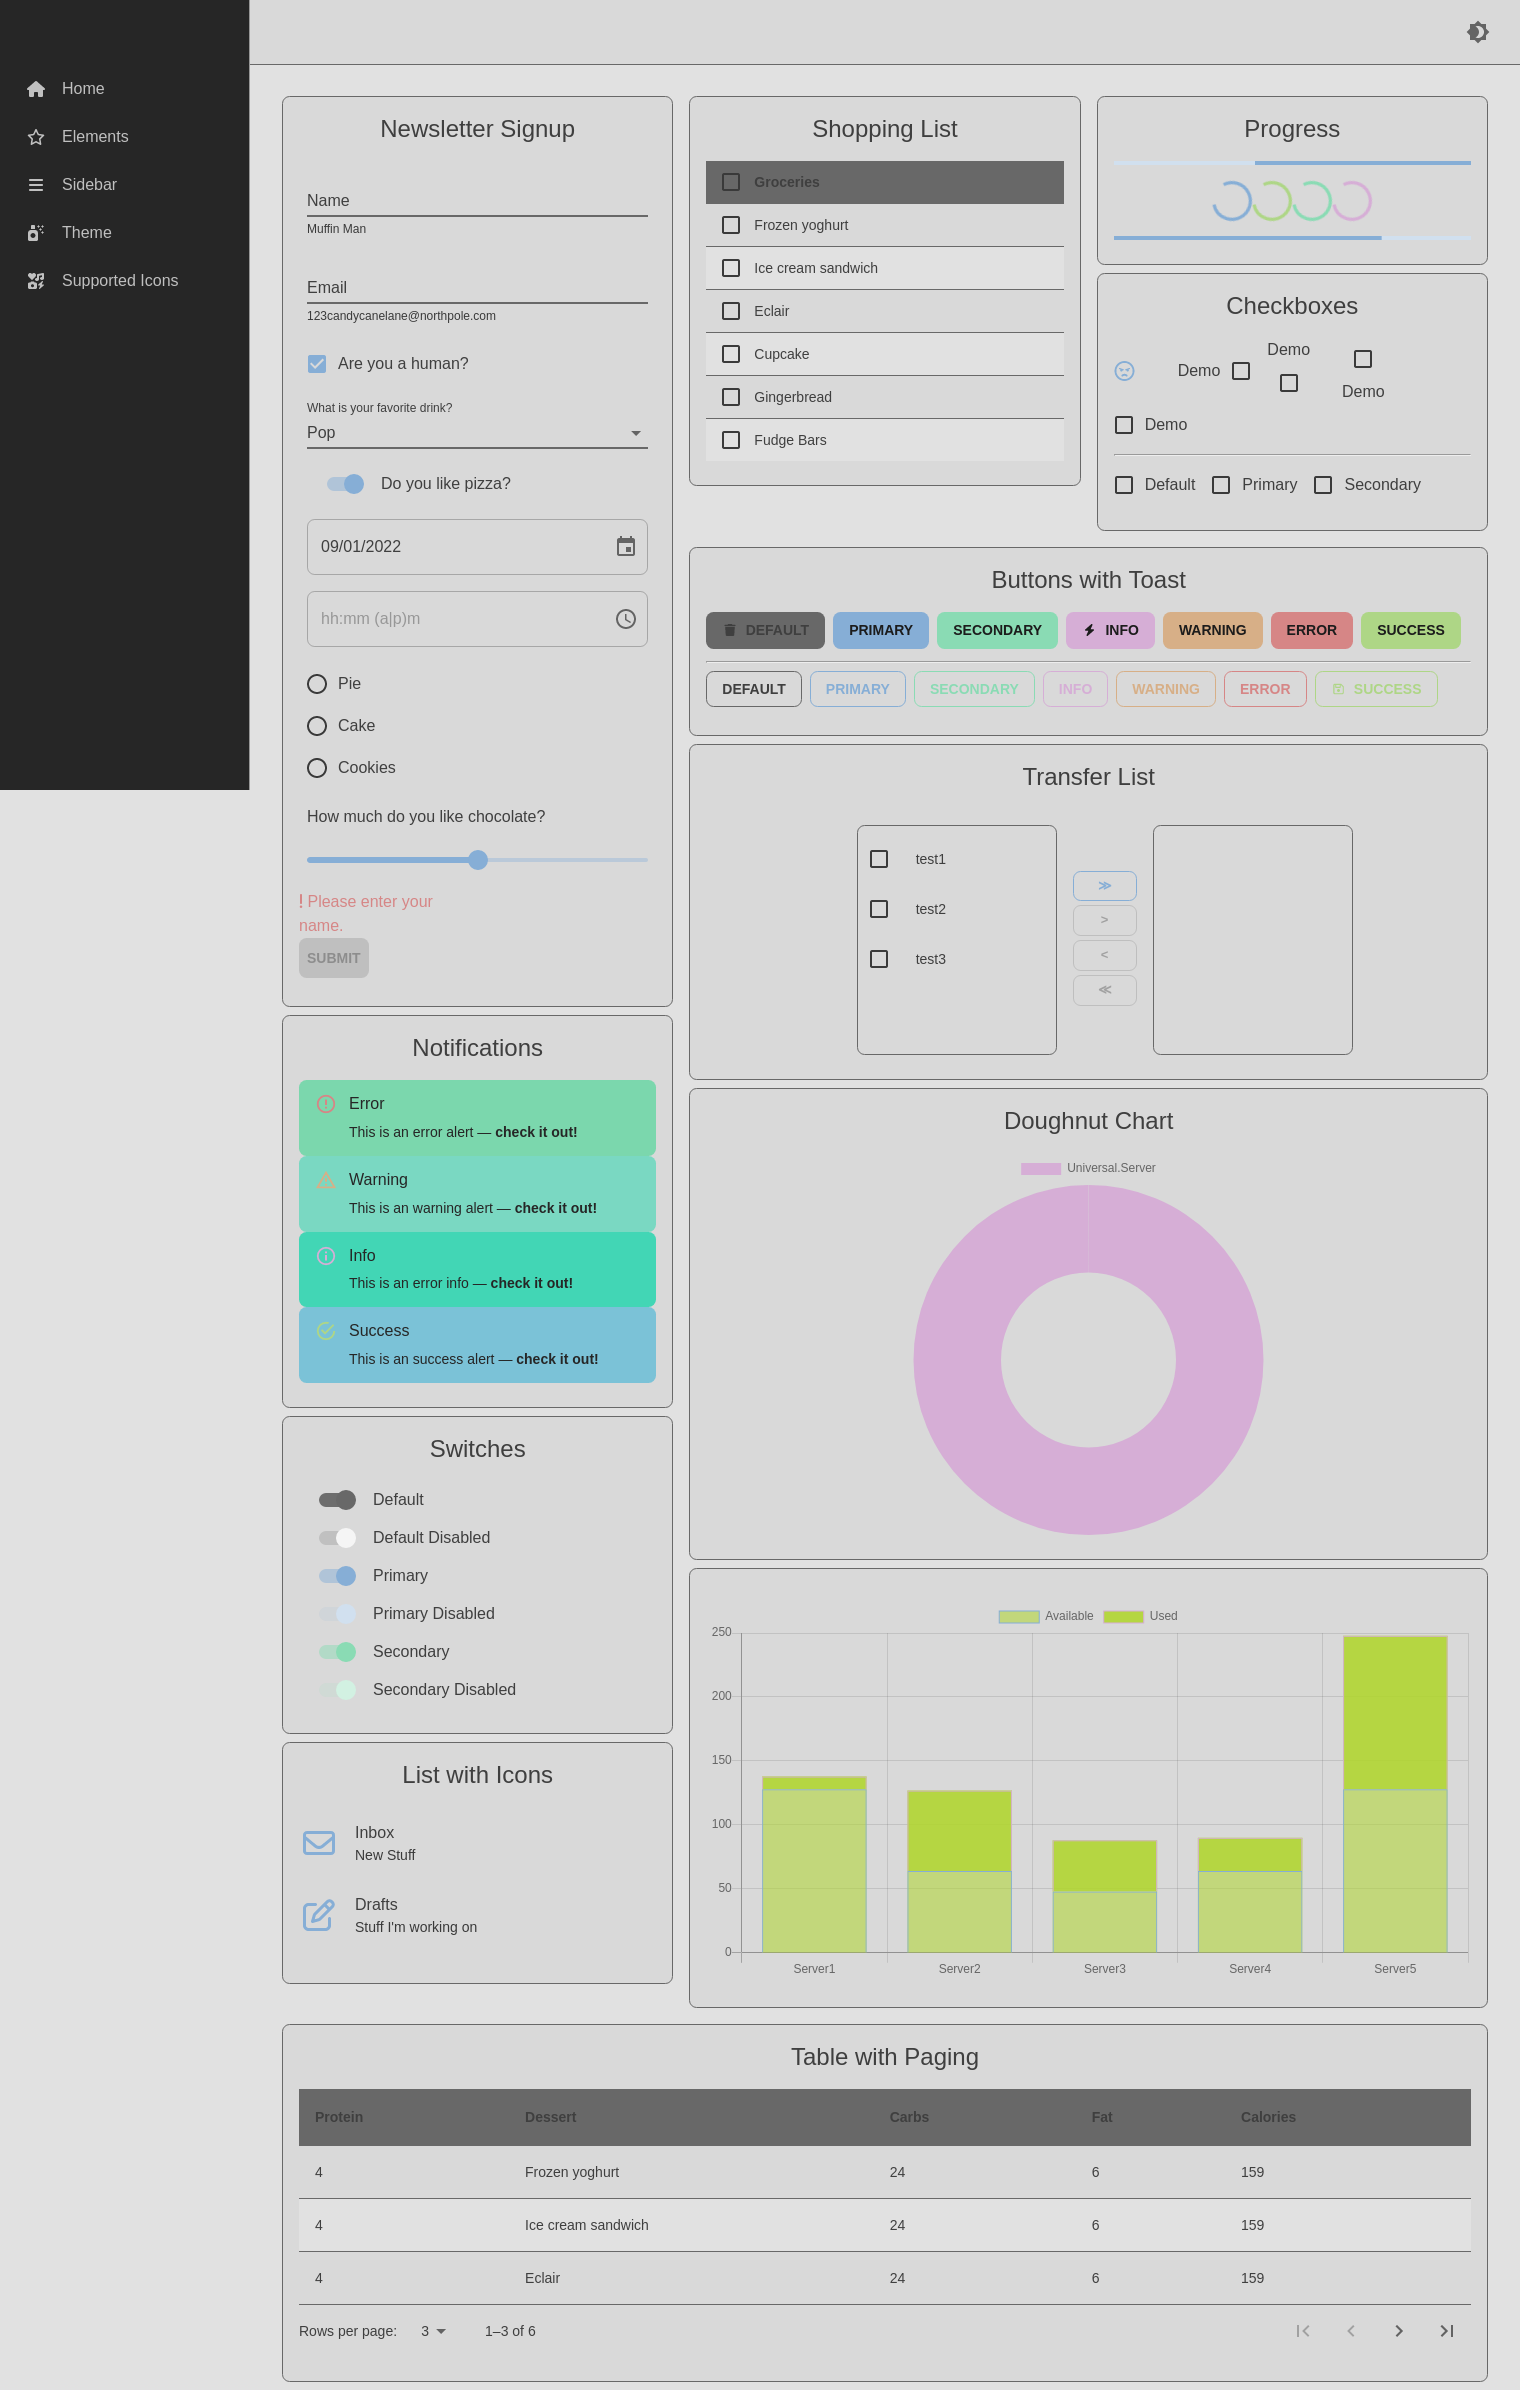 Home
Elements
Sidebar
Theme
Supported Icons
Newsletter Signup
Name
Muffin Man
Email
123candycanelane@northpole.com
Are you a human?
What is your favorite drink?
Pop
Do you like pizza?
09/01/2022
hh:mm (a|p)m
Pie
Cake
Cookies
How much do you like chocolate?
! Please enter your
name.
SUBMIT
Notifications
Error
This is an error alert — check it out!
Warning
This is an warning alert — check it out!
Info
This is an error info — check it out!
Success
This is an success alert — check it out!
Switches
Default
Default Disabled
Primary
Primary Disabled
Secondary
Secondary Disabled
List with Icons
Inbox
New Stuff
Drafts
Stuff I'm working on
Shopping List
Groceries
Frozen yoghurt
Ice cream sandwich
Eclair
Cupcake
Gingerbread
Fudge Bars
Progress
Checkboxes
Demo
Demo
Demo
Demo
Default Primary Secondary
Buttons with Toast
DEFAULT PRIMARY SECONDARY INFO WARNING ERROR SUCCESS
DEFAULT PRIMARY SECONDARY INFO WARNING ERROR SUCCESS
Transfer List
test1
test2
test3
≫
>
<
≪
Doughnut Chart
Universal.Server
Available Used
250
200
150
100
50
0
Server1 Server2 Server3 Server4 Server5
Table with Paging
Protein Dessert Carbs Fat Calories
4 Frozen yoghurt 24 6 159
4 Ice cream sandwich 24 6 159
4 Eclair 24 6 159
Rows per page: 3 1–3 of 6